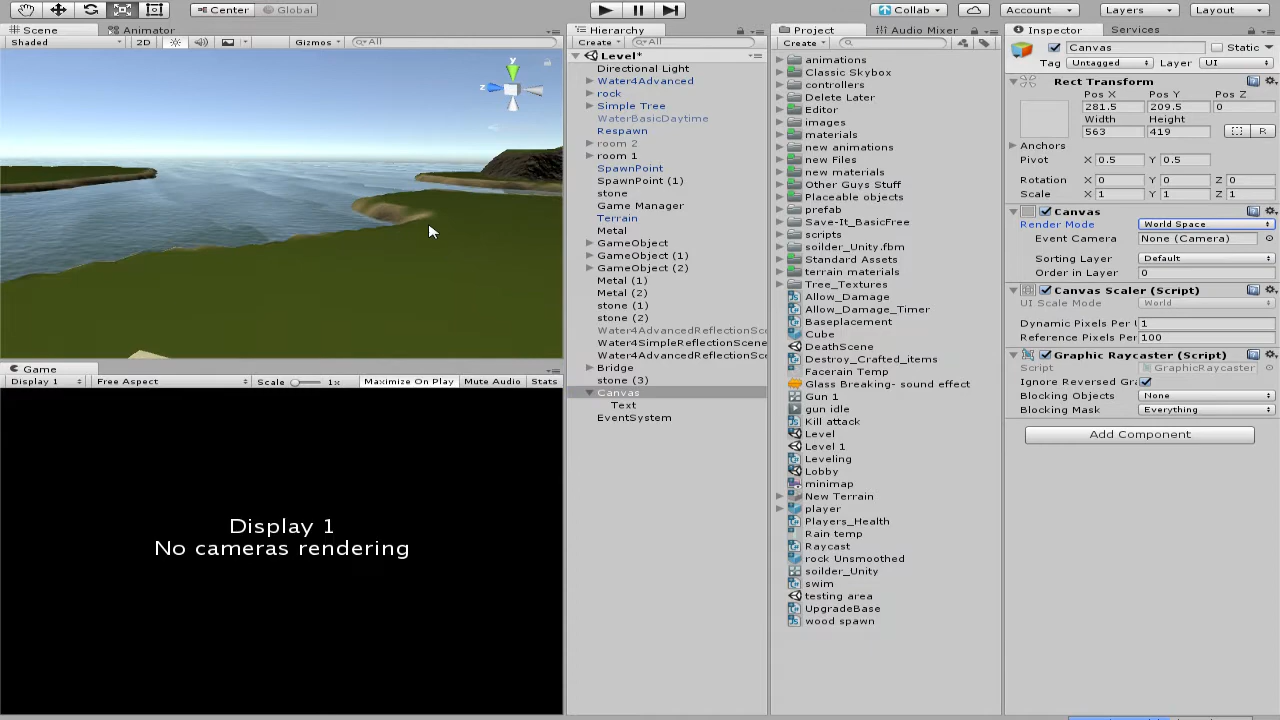 Center
Global
Collab
Account
Layers
Layout
Scene
Animator
Shaded
2D
Gizmos
All
y
z
Game
Display 1
Free Aspect
Scale
1x
Maximize On Play
Mute Audio
Stats
Display 1
No cameras rendering
Hierarchy
Create
All
Level*
Directional Light
Water4Advanced
rock
Simple Tree
WaterBasicDaytime
Respawn
room 2
room 1
SpawnPoint
SpawnPoint (1)
stone
Game Manager
Terrain
Metal
GameObject
GameObject (1)
GameObject (2)
Metal (1)
Metal (2)
stone (1)
stone (2)
Water4AdvancedReflectionSce
Water4SimpleReflectionScene
Water4AdvancedReflectionSce
Bridge
stone (3)
Canvas
Text
EventSystem
Project
Audio Mixer
Create
animations
Classic Skybox
controllers
Delete Later
Editor
images
materials
new animations
new Files
new materials
Other Guys Stuff
Placeable objects
prefab
Save-It_BasicFree
scripts
soilder_Unity.fbm
Standard Assets
terrain materials
Tree_Textures
Allow_Damage
Allow_Damage_Timer
Baseplacement
Cube
DeathScene
Destroy_Crafted_items
Facerain Temp
Glass Breaking- sound effect
Gun 1
gun idle
Kill attack
Level
Level 1
Leveling
Lobby
minimap
New Terrain
player
Players_Health
Rain temp
Raycast
rock Unsmoothed
soilder_Unity
swim
testing area
UpgradeBase
wood spawn
Inspector
Services
Canvas
Static
Tag Untagged
Layer UI
Rect Transform
Pos X Pos Y Pos Z
281.5 209.5 0
Width Height
563 419
R
Anchors
Pivot X 0.5 Y 0.5
Rotation X 0 Y 0 Z 0
Scale X 1 Y 1 Z 1
Canvas
Render Mode World Space
Event Camera None (Camera)
Sorting Layer Default
Order in Layer 0
Canvas Scaler (Script)
UI Scale Mode World
Dynamic Pixels Per U 1
Reference Pixels Per 100
Graphic Raycaster (Script)
Script GraphicRaycaster
Ignore Reversed Gra
Blocking Objects None
Blocking Mask Everything
Add Component